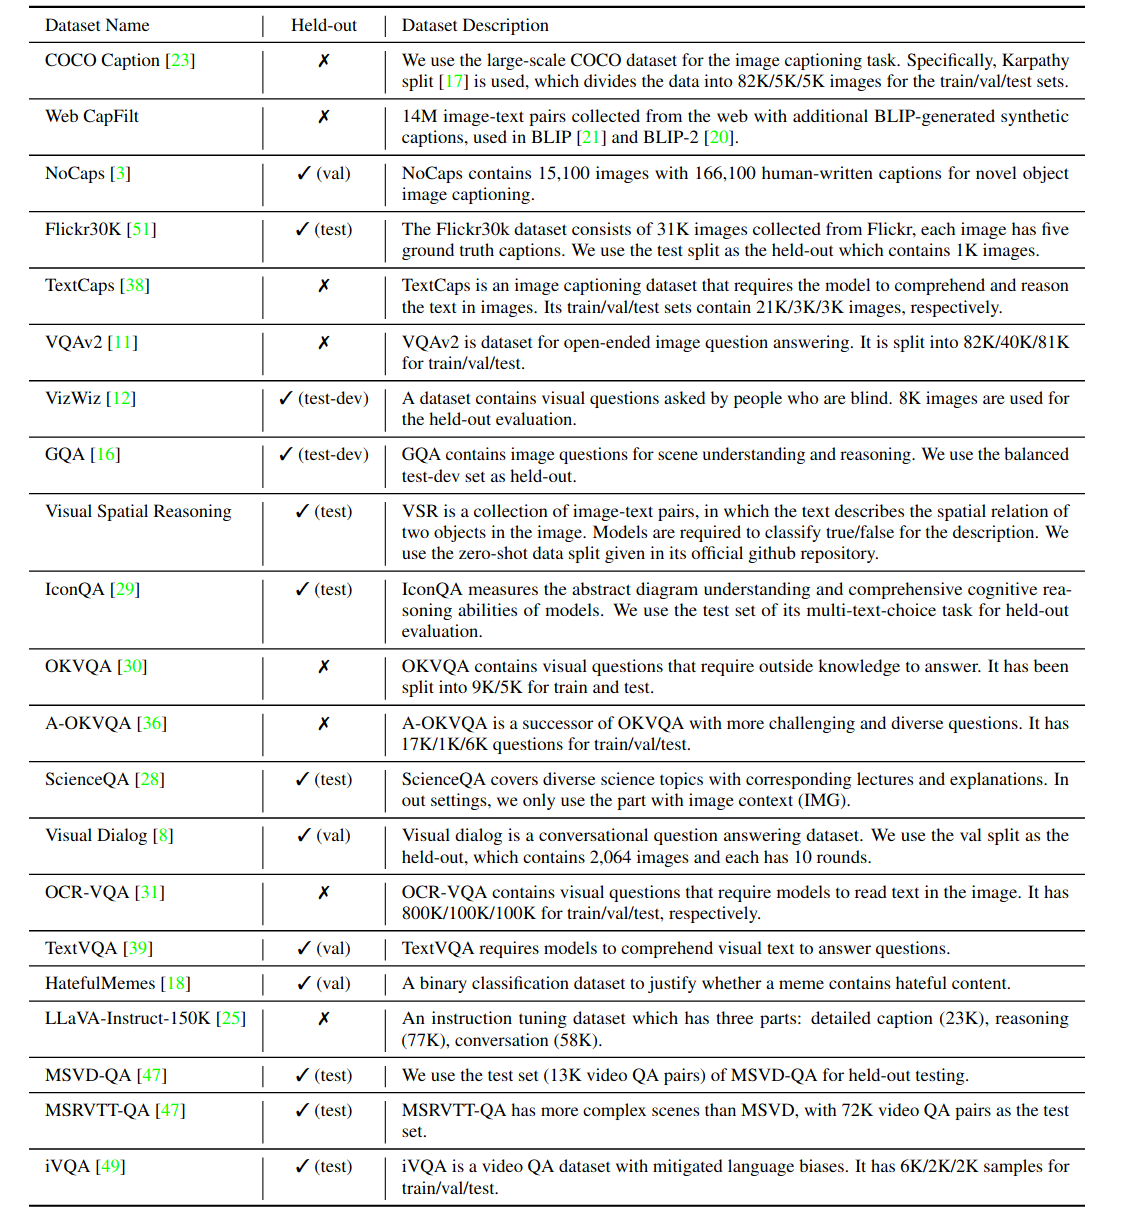 Dataset Name | Held-out | Dataset Description
COCO Caption [23] | ✗ | We use the large-scale COCO dataset for the image captioning task. Specifically, Karpathy
split [17] is used, which divides the data into 82K/5K/5K images for the train/val/test sets.
Web CapFilt | ✗ | 14M image-text pairs collected from the web with additional BLIP-generated synthetic
captions, used in BLIP [21] and BLIP-2 [20].
NoCaps [3] | ✓ (val) | NoCaps contains 15,100 images with 166,100 human-written captions for novel object
image captioning.
Flickr30K [51] | ✓ (test) | The Flickr30k dataset consists of 31K images collected from Flickr, each image has five
ground truth captions. We use the test split as the held-out which contains 1K images.
TextCaps [38] | ✗ | TextCaps is an image captioning dataset that requires the model to comprehend and reason
the text in images. Its train/val/test sets contain 21K/3K/3K images, respectively.
VQAv2 [11] | ✗ | VQAv2 is dataset for open-ended image question answering. It is split into 82K/40K/81K
for train/val/test.
VizWiz [12] | ✓ (test-dev) | A dataset contains visual questions asked by people who are blind. 8K images are used for
the held-out evaluation.
GQA [16] | ✓ (test-dev) | GQA contains image questions for scene understanding and reasoning. We use the balanced
test-dev set as held-out.
Visual Spatial Reasoning | ✓ (test) | VSR is a collection of image-text pairs, in which the text describes the spatial relation of
two objects in the image. Models are required to classify true/false for the description. We
use the zero-shot data split given in its official github repository.
IconQA [29] | ✓ (test) | IconQA measures the abstract diagram understanding and comprehensive cognitive rea-
soning abilities of models. We use the test set of its multi-text-choice task for held-out
evaluation.
OKVQA [30] | ✗ | OKVQA contains visual questions that require outside knowledge to answer. It has been
split into 9K/5K for train and test.
A-OKVQA [36] | ✗ | A-OKVQA is a successor of OKVQA with more challenging and diverse questions. It has
17K/1K/6K questions for train/val/test.
ScienceQA [28] | ✓ (test) | ScienceQA covers diverse science topics with corresponding lectures and explanations. In
out settings, we only use the part with image context (IMG).
Visual Dialog [8] | ✓ (val) | Visual dialog is a conversational question answering dataset. We use the val split as the
held-out, which contains 2,064 images and each has 10 rounds.
OCR-VQA [31] | ✗ | OCR-VQA contains visual questions that require models to read text in the image. It has
800K/100K/100K for train/val/test, respectively.
TextVQA [39] | ✓ (val) | TextVQA requires models to comprehend visual text to answer questions.
HatefulMemes [18] | ✓ (val) | A binary classification dataset to justify whether a meme contains hateful content.
LLaVA-Instruct-150K [25] | ✗ | An instruction tuning dataset which has three parts: detailed caption (23K), reasoning
(77K), conversation (58K).
MSVD-QA [47] | ✓ (test) | We use the test set (13K video QA pairs) of MSVD-QA for held-out testing.
MSRVTT-QA [47] | ✓ (test) | MSRVTT-QA has more complex scenes than MSVD, with 72K video QA pairs as the test
set.
iVQA [49] | ✓ (test) | iVQA is a video QA dataset with mitigated language biases. It has 6K/2K/2K samples for
train/val/test.